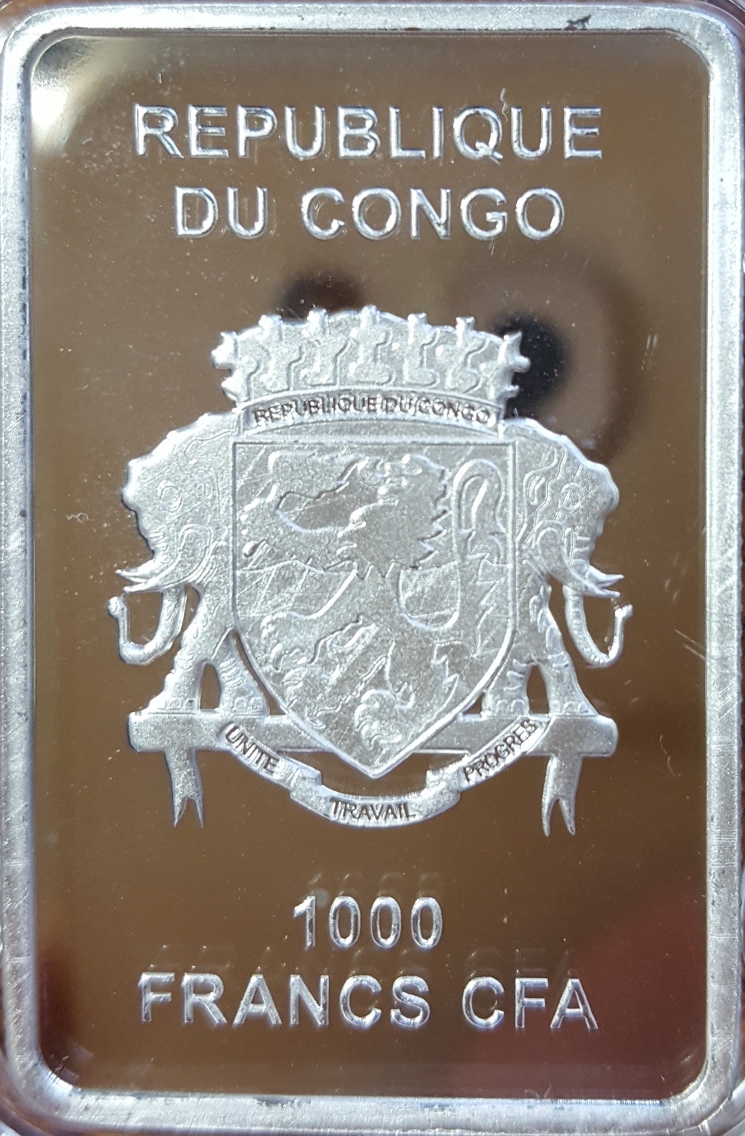 REPUBLIQUE
DU CONGO
REPUBLIQUE DU CONGO
UNITE
TRAVAIL
PROGRES
1000
FRANCS CFA